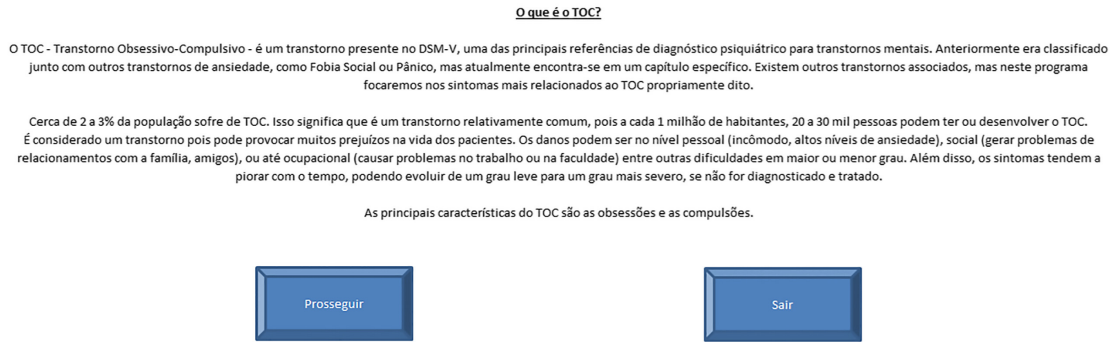 O que é o TOC?
O TOC - Transtorno Obsessivo-Compulsivo - é um transtorno presente no DSM-V, uma das principais referências de diagnóstico psiquiátrico para transtornos mentais. Anteriormente era classificado
junto com outros transtornos de ansiedade, como Fobia Social ou Pânico, mas atualmente encontra-se em um capítulo específico. Existem outros transtornos associados, mas neste programa
focaremos nos sintomas mais relacionados ao TOC propriamente dito.
Cerca de 2 a 3% da população sofre de TOC. Isso significa que é um transtorno relativamente comum, pois a cada 1 milhão de habitantes, 20 a 30 mil pessoas podem ter ou desenvolver o TOC.
É considerado um transtorno pois pode provocar muitos prejuízos na vida dos pacientes. Os danos podem ser no nível pessoal (incômodo, altos níveis de ansiedade), social (gerar problemas de
relacionamentos com a família, amigos), ou até ocupacional (causar problemas no trabalho ou na faculdade) entre outras dificuldades em maior ou menor grau. Além disso, os sintomas tendem a
piorar com o tempo, podendo evoluir de um grau leve para um grau mais severo, se não for diagnosticado e tratado.
As principais características do TOC são as obsessões e as compulsões.
Prosseguir
Sair